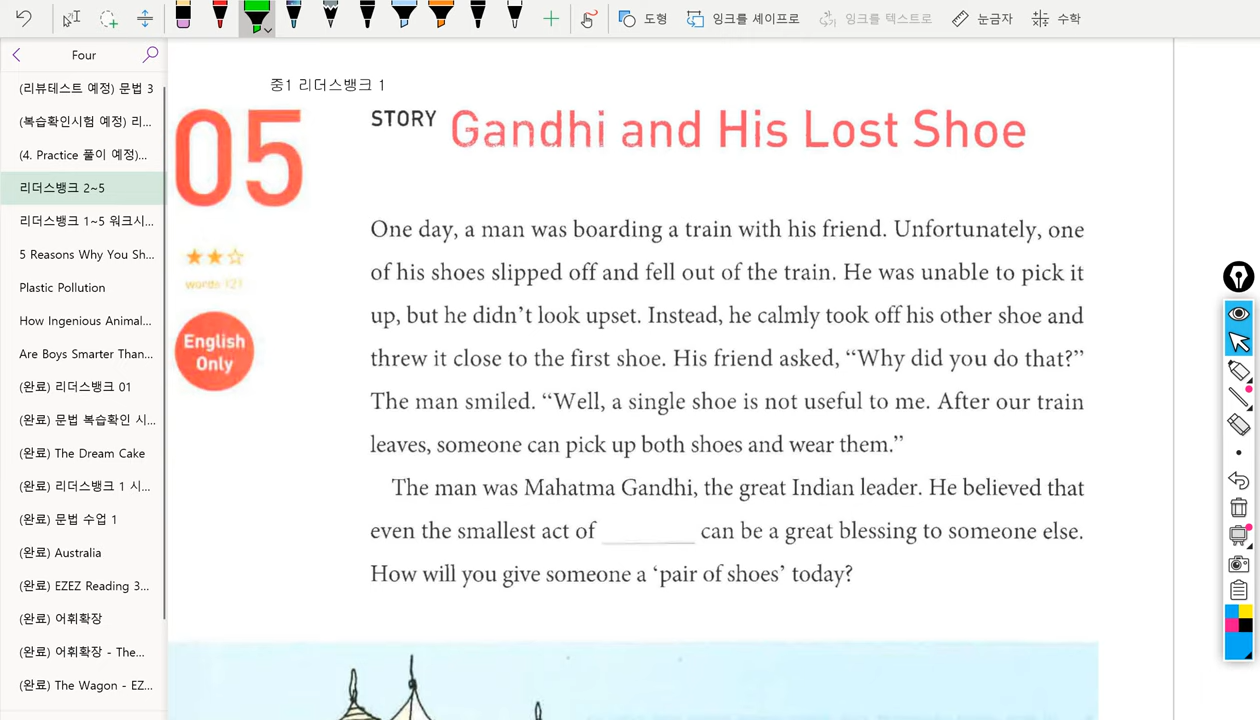 도형
잉크를 셰이프로
잉크를 텍스트로
눈금자
수학
Four
(리뷰테스트 예정) 문법 3
(복습확인시험 예정) 리...
(4. Practice 풀이 예정)...
리더스뱅크 2~5
리더스뱅크 1~5 워크시...
5 Reasons Why You Sh...
Plastic Pollution
How Ingenious Animal...
Are Boys Smarter Than...
(완료) 리더스뱅크 01
(완료) 문법 복습확인 시...
(완료) The Dream Cake
(완료) 리더스뱅크 1 시...
(완료) 문법 수업 1
(완료) Australia
(완료) EZEZ Reading 3...
(완료) 어휘확장
(완료) 어휘확장 - The...
(완료) The Wagon - EZ...
중1 리더스뱅크 1
05
STORY Gandhi and His Lost Shoe
words 121
English
Only
One day, a man was boarding a train with his friend. Unfortunately, one
of his shoes slipped off and fell out of the train. He was unable to pick it
up, but he didn't look upset. Instead, he calmly took off his other shoe and
threw it close to the first shoe. His friend asked, “Why did you do that?”
The man smiled. “Well, a single shoe is not useful to me. After our train
leaves, someone can pick up both shoes and wear them.”
The man was Mahatma Gandhi, the great Indian leader. He believed that
even the smallest act of ________ can be a great blessing to someone else.
How will you give someone a ‘pair of shoes’ today?